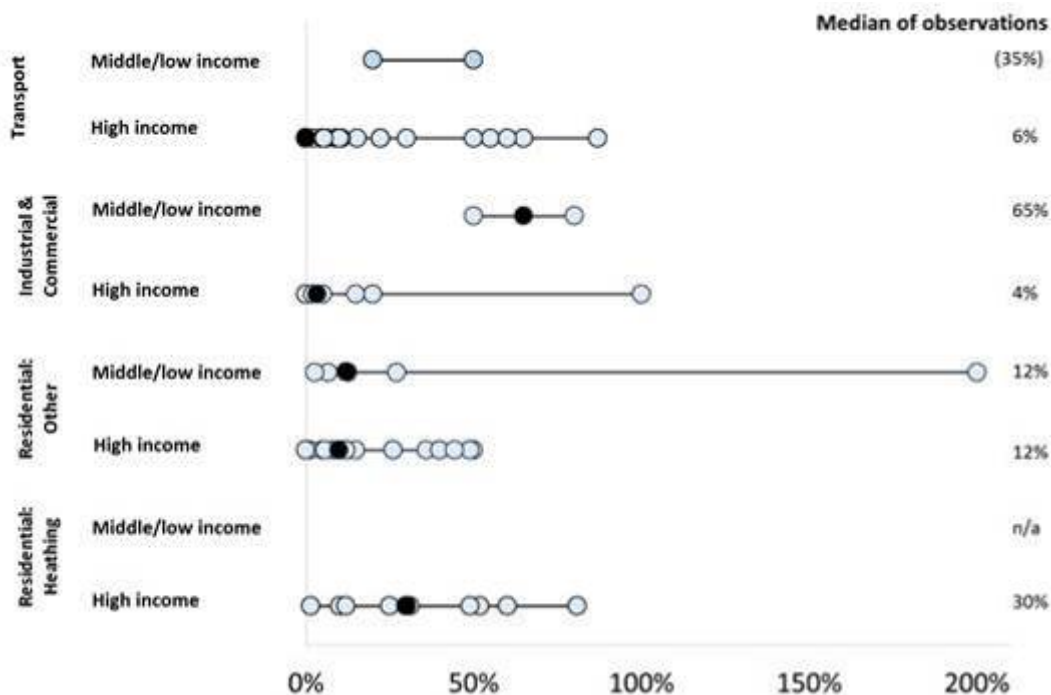 Median of observations
Transport
Middle/low income
(35%)
High income
6%
Industrial &
Commercial
Middle/low income
65%
High income
4%
Residential:
Other
Middle/low income
12%
High income
12%
Residential:
Heathing
Middle/low income
n/a
High income
30%
0% 50% 100% 150% 200%